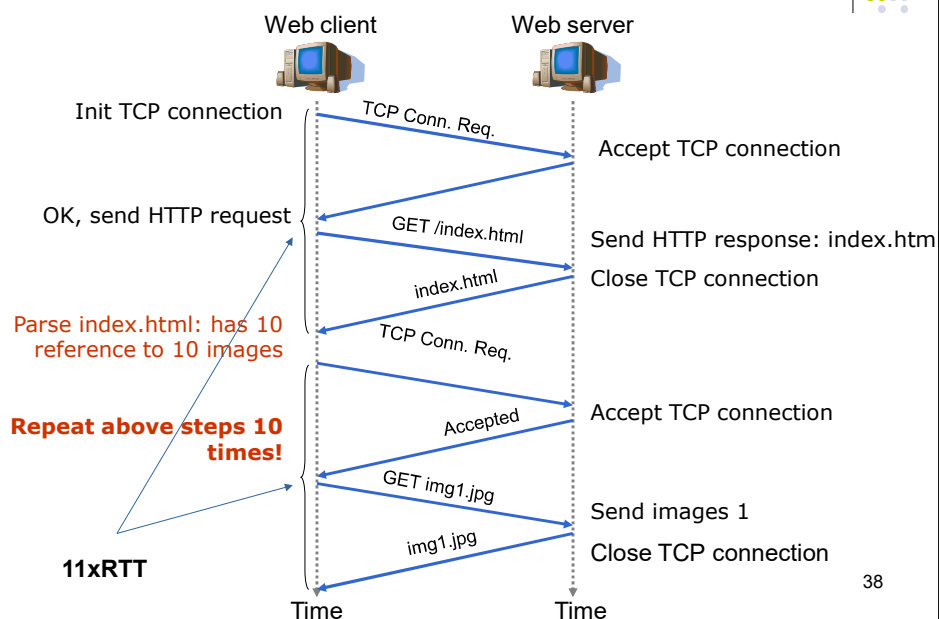 Web client
Web server
Init TCP connection
TCP Conn. Req.
Accept TCP connection
OK, send HTTP request
GET /index.html
Send HTTP response: index.htm
index.html
Close TCP connection
Parse index.html: has 10
reference to 10 images
TCP Conn. Req.
Repeat above steps 10
times!
Accepted
Accept TCP connection
GET img1.jpg
Send images 1
img1.jpg
Close TCP connection
11xRTT
38
Time
Time